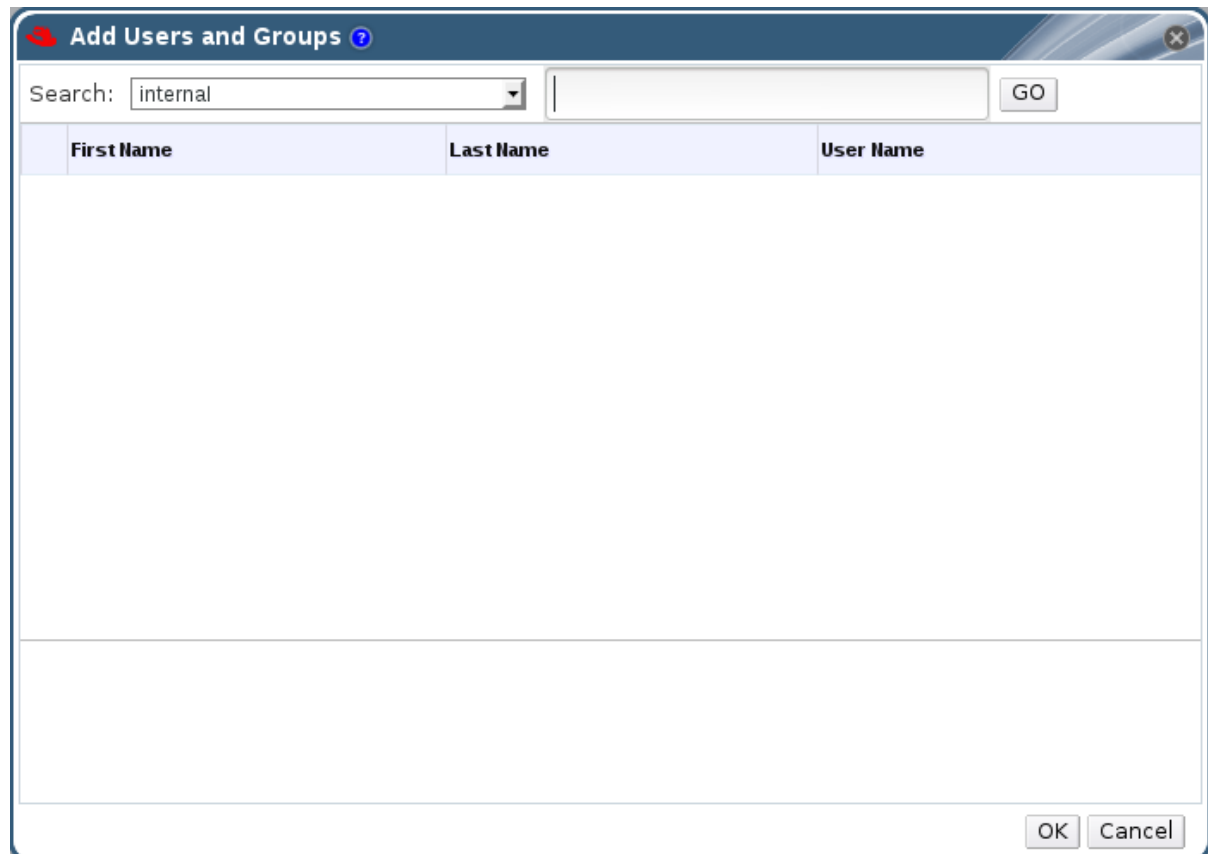 Add Users and Groups ?
Search: internal GO
First Name Last Name User Name
OK Cancel